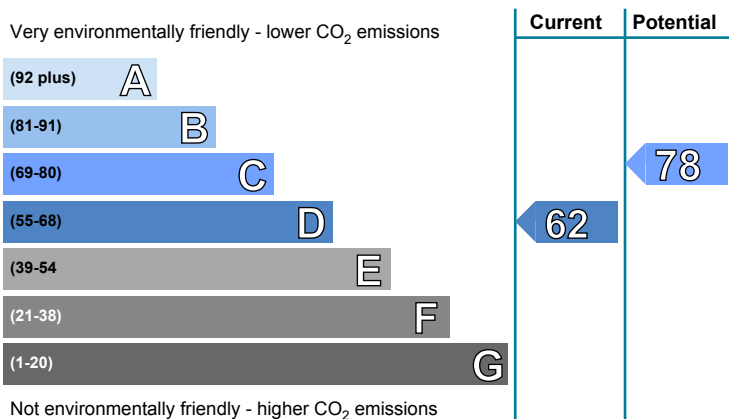 Current Potential
Very environmentally friendly - lower CO2 emissions
(92 plus) A
(81-91) B
(69-80) C 78
(55-68) D 62
(39-54 E
(21-38) F
(1-20) G
Not environmentally friendly - higher CO2 emissions